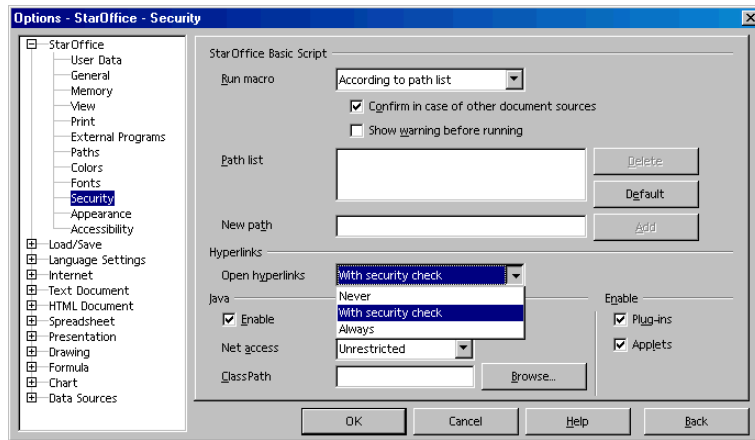 Options - StarOffice - Security
StarOffice
User Data
General
Memory
View
Print
External Programs
Paths
Colors
Fonts
Security
Appearance
Accessibility
Load/Save
Language Settings
Internet
Text Document
HTML Document
Spreadsheet
Presentation
Drawing
Formula
Chart
Data Sources
StarOffice Basic Script
Run macro According to path list
Confirm in case of other document sources
Show warning before running
Path list Delete
Default
New path Add
Hyperlinks
Open hyperlinks With security check
Never
With security check
Always
Java
Enable
Net access Unrestricted
ClassPath Browse...
Enable
Plug-ins
Applets
OK Cancel Help Back